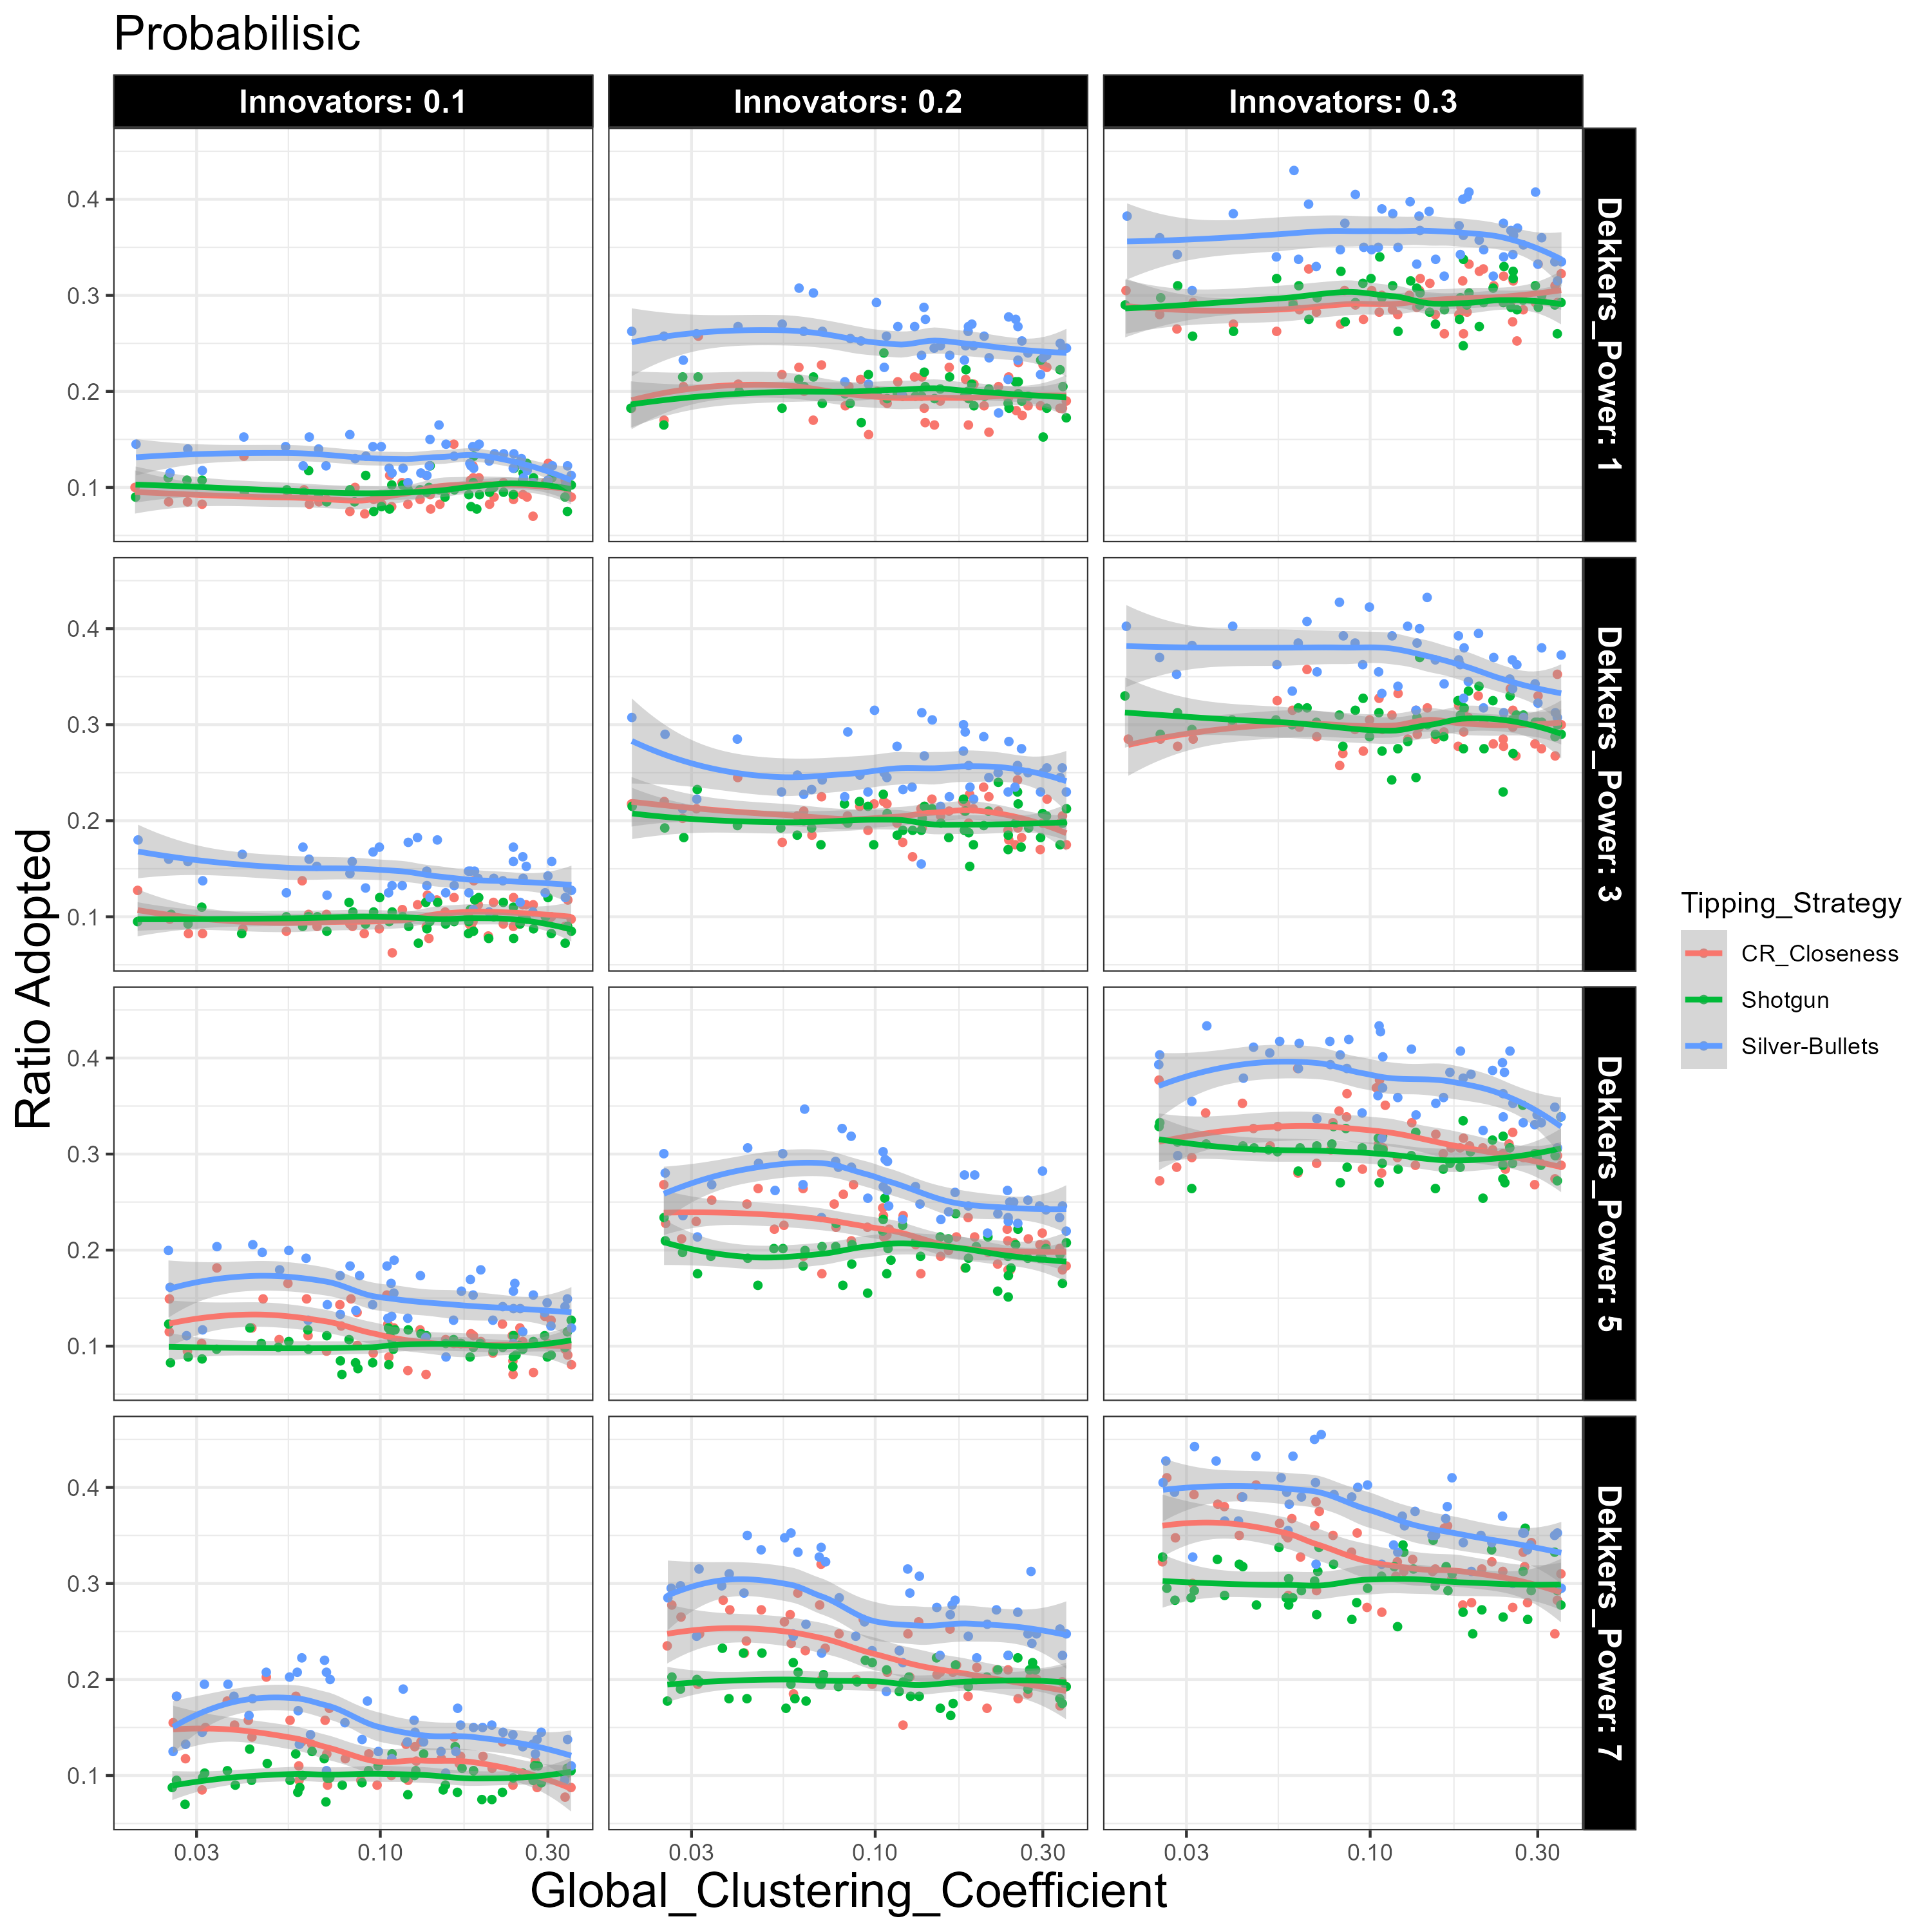 Probabilisic
Innovators: 0.1
Innovators: 0.2
Innovators: 0.3
0.4
0.3
0.2
0.1
Dekkers_Power: 1
0.4
0.3
0.2
0.1
Dekkers_Power: 3
0.4
0.3
0.2
0.1
Dekkers_Power: 5
0.4
0.3
0.2
0.1
Dekkers_Power: 7
0.03
0.10
0.30
0.03
0.10
0.30
0.03
0.10
0.30
Ratio Adopted
Global_Clustering_Coefficient
Tipping_Strategy
CR_Closeness
Shotgun
Silver-Bullets